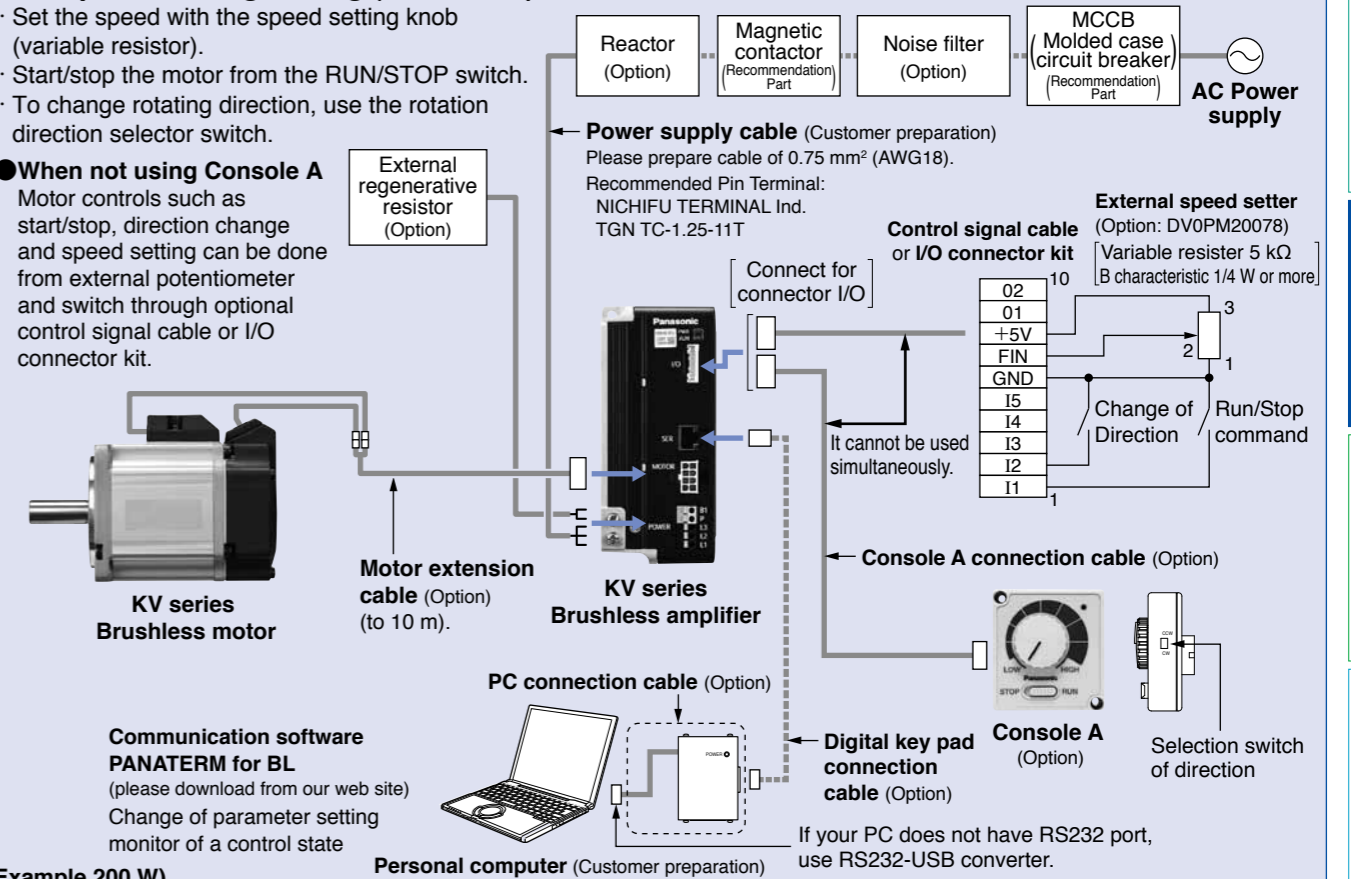 · Set the speed with the speed setting knob
(variable resistor).
· Start/stop the motor from the RUN/STOP switch.
· To change rotating direction, use the rotation
direction selector switch.
●When not using Console A
Motor controls such as
start/stop, direction change
and speed setting can be done
from external potentiometer
and switch through optional
control signal cable or I/O
connector kit.
External
regenerative
resistor
(Option)
Reactor
(Option)
Magnetic
contactor
(Recommendation
Part)
Noise filter
(Option)
MCCB
(Molded case
circuit breaker)
(Recommendation
Part)
AC Power
supply
Power supply cable (Customer preparation)
Please prepare cable of 0.75 mm² (AWG18).
Recommended Pin Terminal:
NICHIFU TERMINAL Ind.
TGN TC-1.25-11T
Control signal cable
or I/O connector kit
External speed setter
(Option: DV0PM20078)
[Variable resister 5 kΩ
B characteristic 1/4 W or more]
[Connect for
connector I/O]
10
02
01
+5V
FIN
GND
I5
I4
I3
I2
I1
1
3
2
1
Change of
Direction
Run/Stop
command
It cannot be used
simultaneously.
Panasonic
I/O
SER
MOTOR
POWER
B1
P
L3
L2
L1
KV series
Brushless motor
Motor extension
cable (Option)
(to 10 m).
KV series
Brushless amplifier
Console A connection cable (Option)
LOW
HIGH
Panasonic
STOP
RUN
CCW
CW
Console A
(Option)
Selection switch
of direction
PC connection cable (Option)
POWER
Digital key pad
connection
cable (Option)
Communication software
PANATERM for BL
(please download from our web site)
Change of parameter setting
monitor of a control state
Personal computer (Customer preparation)
If your PC does not have RS232 port,
use RS232-USB converter.
Example 200 W)